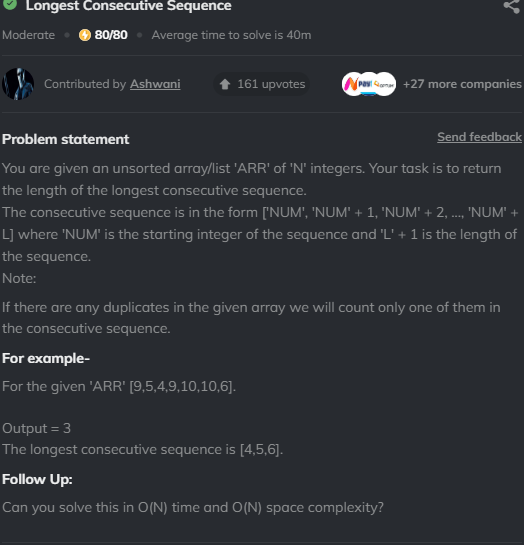 Longest Consecutive Sequence
Moderate • 80/80 • Average time to solve is 40m
Contributed by Ashwani 161 upvotes +27 more companies
Problem statement Send feedback
You are given an unsorted array/list 'ARR' of 'N' integers. Your task is to return
the length of the longest consecutive sequence.
The consecutive sequence is in the form ['NUM', 'NUM' + 1, 'NUM' + 2, ..., 'NUM' +
L] where 'NUM' is the starting integer of the sequence and 'L' + 1 is the length of
the sequence.
Note:
If there are any duplicates in the given array we will count only one of them in
the consecutive sequence.
For example-
For the given 'ARR' [9,5,4,9,10,10,6].
Output = 3
The longest consecutive sequence is [4,5,6].
Follow Up:
Can you solve this in O(N) time and O(N) space complexity?